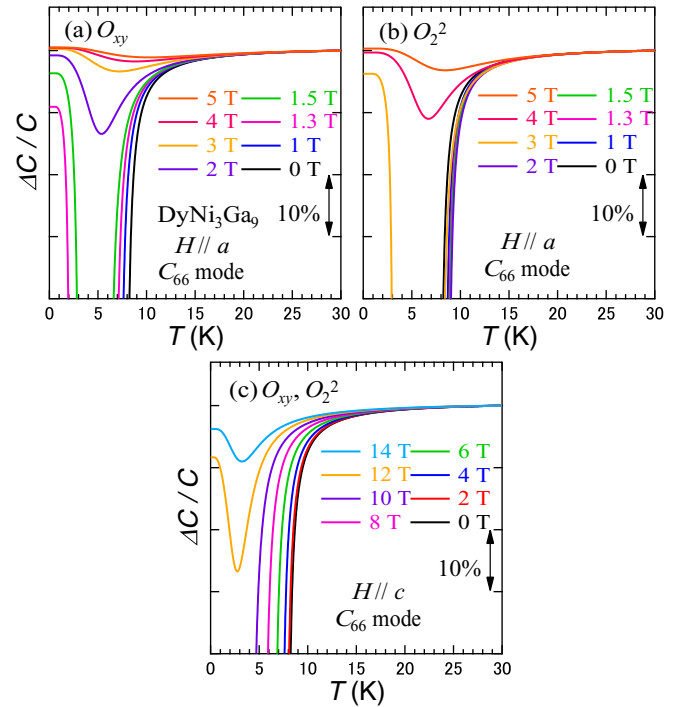 (a) Oxy
5 T 1.5 T
4 T 1.3 T
3 T 1 T
2 T 0 T
DyNi₃Ga₉
10%
H // a
C₆₆ mode
ΔC / C
0 5 10 15 20 25 30
T (K)
(b) O₂²
5 T 1.5 T
4 T 1.3 T
3 T 1 T
2 T 0 T
10%
H // a
C₆₆ mode
0 5 10 15 20 25 30
T (K)
(c) Oxy, O₂²
14 T 6 T
12 T 4 T
10 T 2 T
8 T 0 T
10%
H // c
C₆₆ mode
ΔC / C
0 5 10 15 20 25 30
T (K)